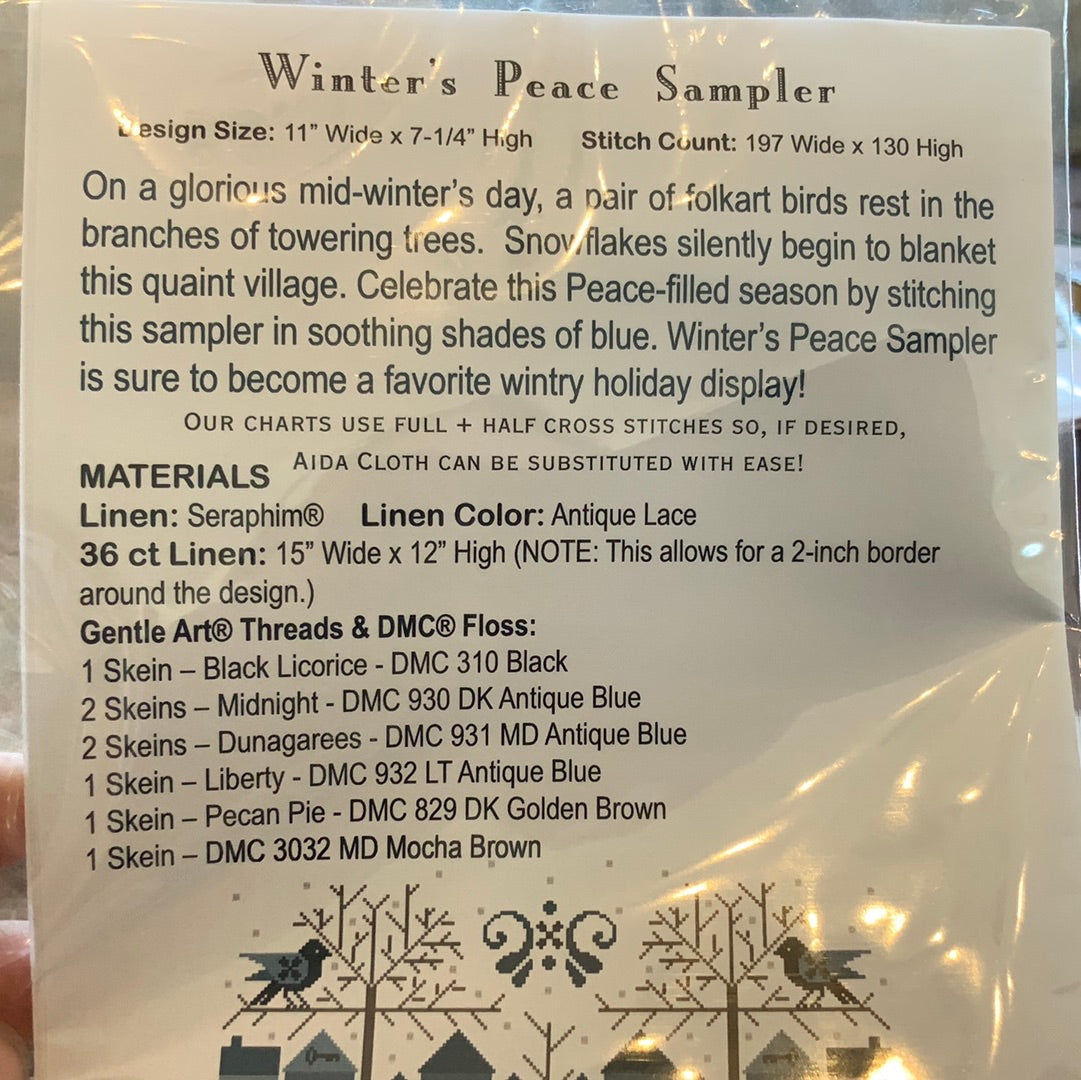 Winter's Peace Sampler
Design Size: 11” Wide x 7-1/4” High Stitch Count: 197 Wide x 130 High
On a glorious mid-winter’s day, a pair of folkart birds rest in the
branches of towering trees. Snowflakes silently begin to blanket
this quaint village. Celebrate this Peace-filled season by stitching
this sampler in soothing shades of blue. Winter’s Peace Sampler
is sure to become a favorite wintry holiday display!
OUR CHARTS USE FULL + HALF CROSS STITCHES SO, IF DESIRED,
AIDA CLOTH CAN BE SUBSTITUTED WITH EASE!
MATERIALS
Linen: Seraphim® Linen Color: Antique Lace
36 ct Linen: 15” Wide x 12” High (NOTE: This allows for a 2-inch border
around the design.)
Gentle Art® Threads & DMC® Floss:
1 Skein – Black Licorice - DMC 310 Black
2 Skeins – Midnight - DMC 930 DK Antique Blue
2 Skeins – Dunagarees - DMC 931 MD Antique Blue
1 Skein – Liberty - DMC 932 LT Antique Blue
1 Skein – Pecan Pie - DMC 829 DK Golden Brown
1 Skein – DMC 3032 MD Mocha Brown